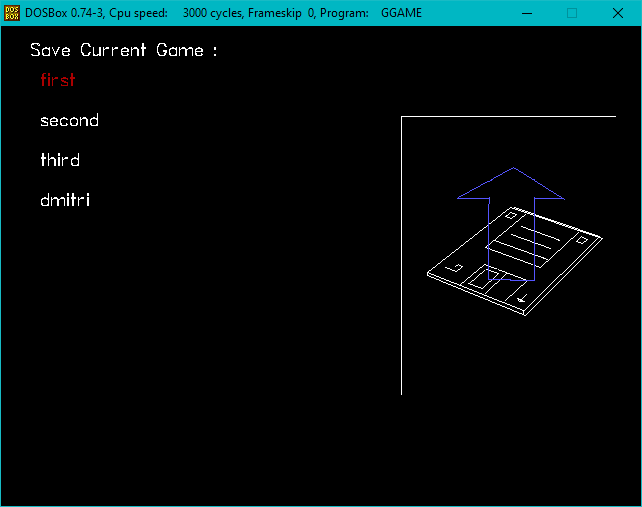 DOS BOX DOSBox 0.74-3, Cpu speed: 3000 cycles, Frameskip 0, Program: GGAME
Save Current Game :
first
second
third
dmitri